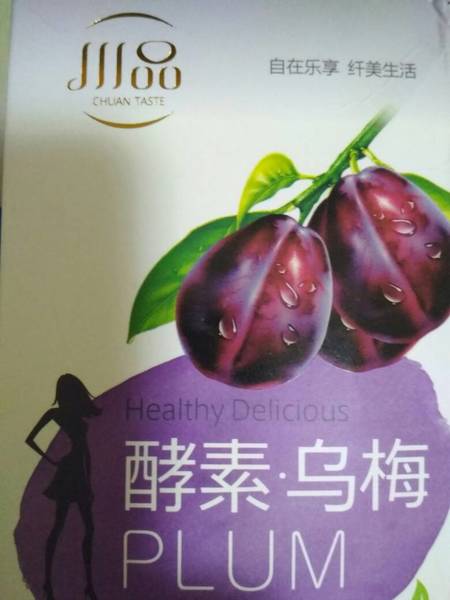 川品
CHUAN TASTE
自在乐享 纤美生活
Healthy Delicious
酵素·乌梅
PLUM